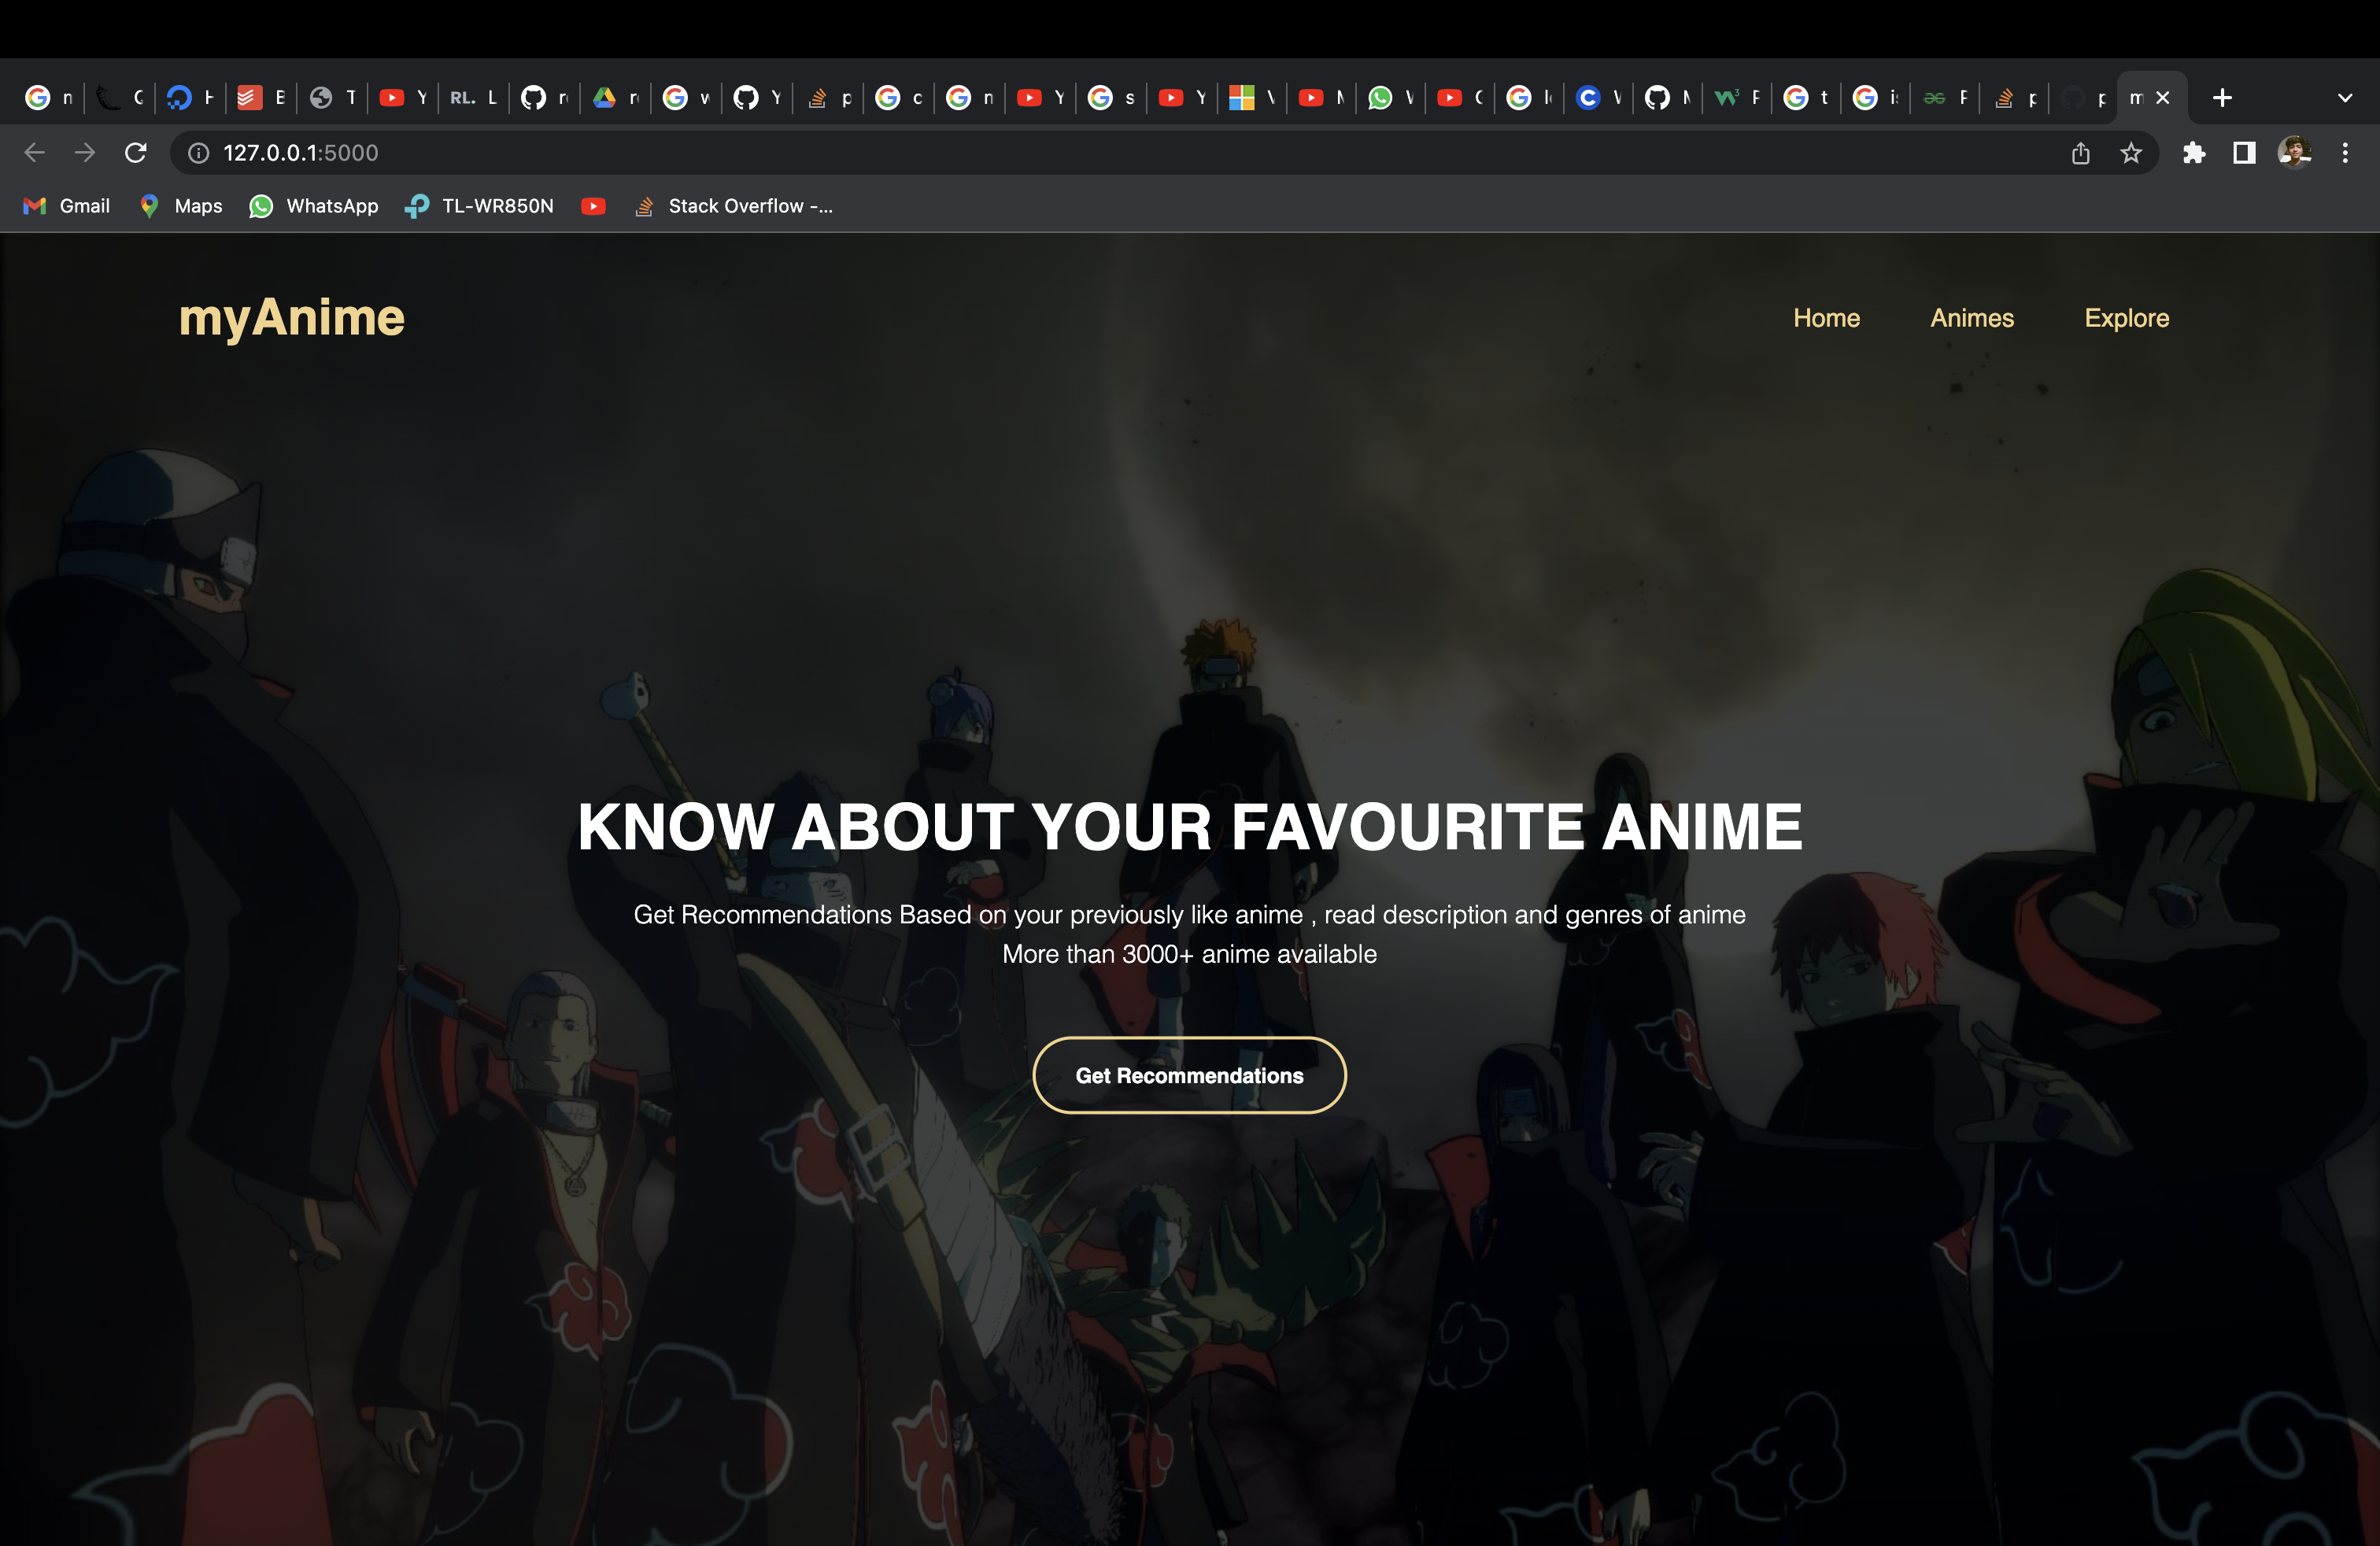 n
C
H
B
T
Y
RL. L
r
r
w
Y
p
c
n
Y
s
Y
V
M
V
C
l
V
M
W3 F
t
i
F
p
p
m
127.0.0.1:5000
Gmail Maps WhatsApp TL-WR850N Stack Overflow -...
myAnime Home Animes Explore
KNOW ABOUT YOUR FAVOURITE ANIME
Get Recommendations Based on your previously like anime , read description and genres of anime
More than 3000+ anime available
Get Recommendations